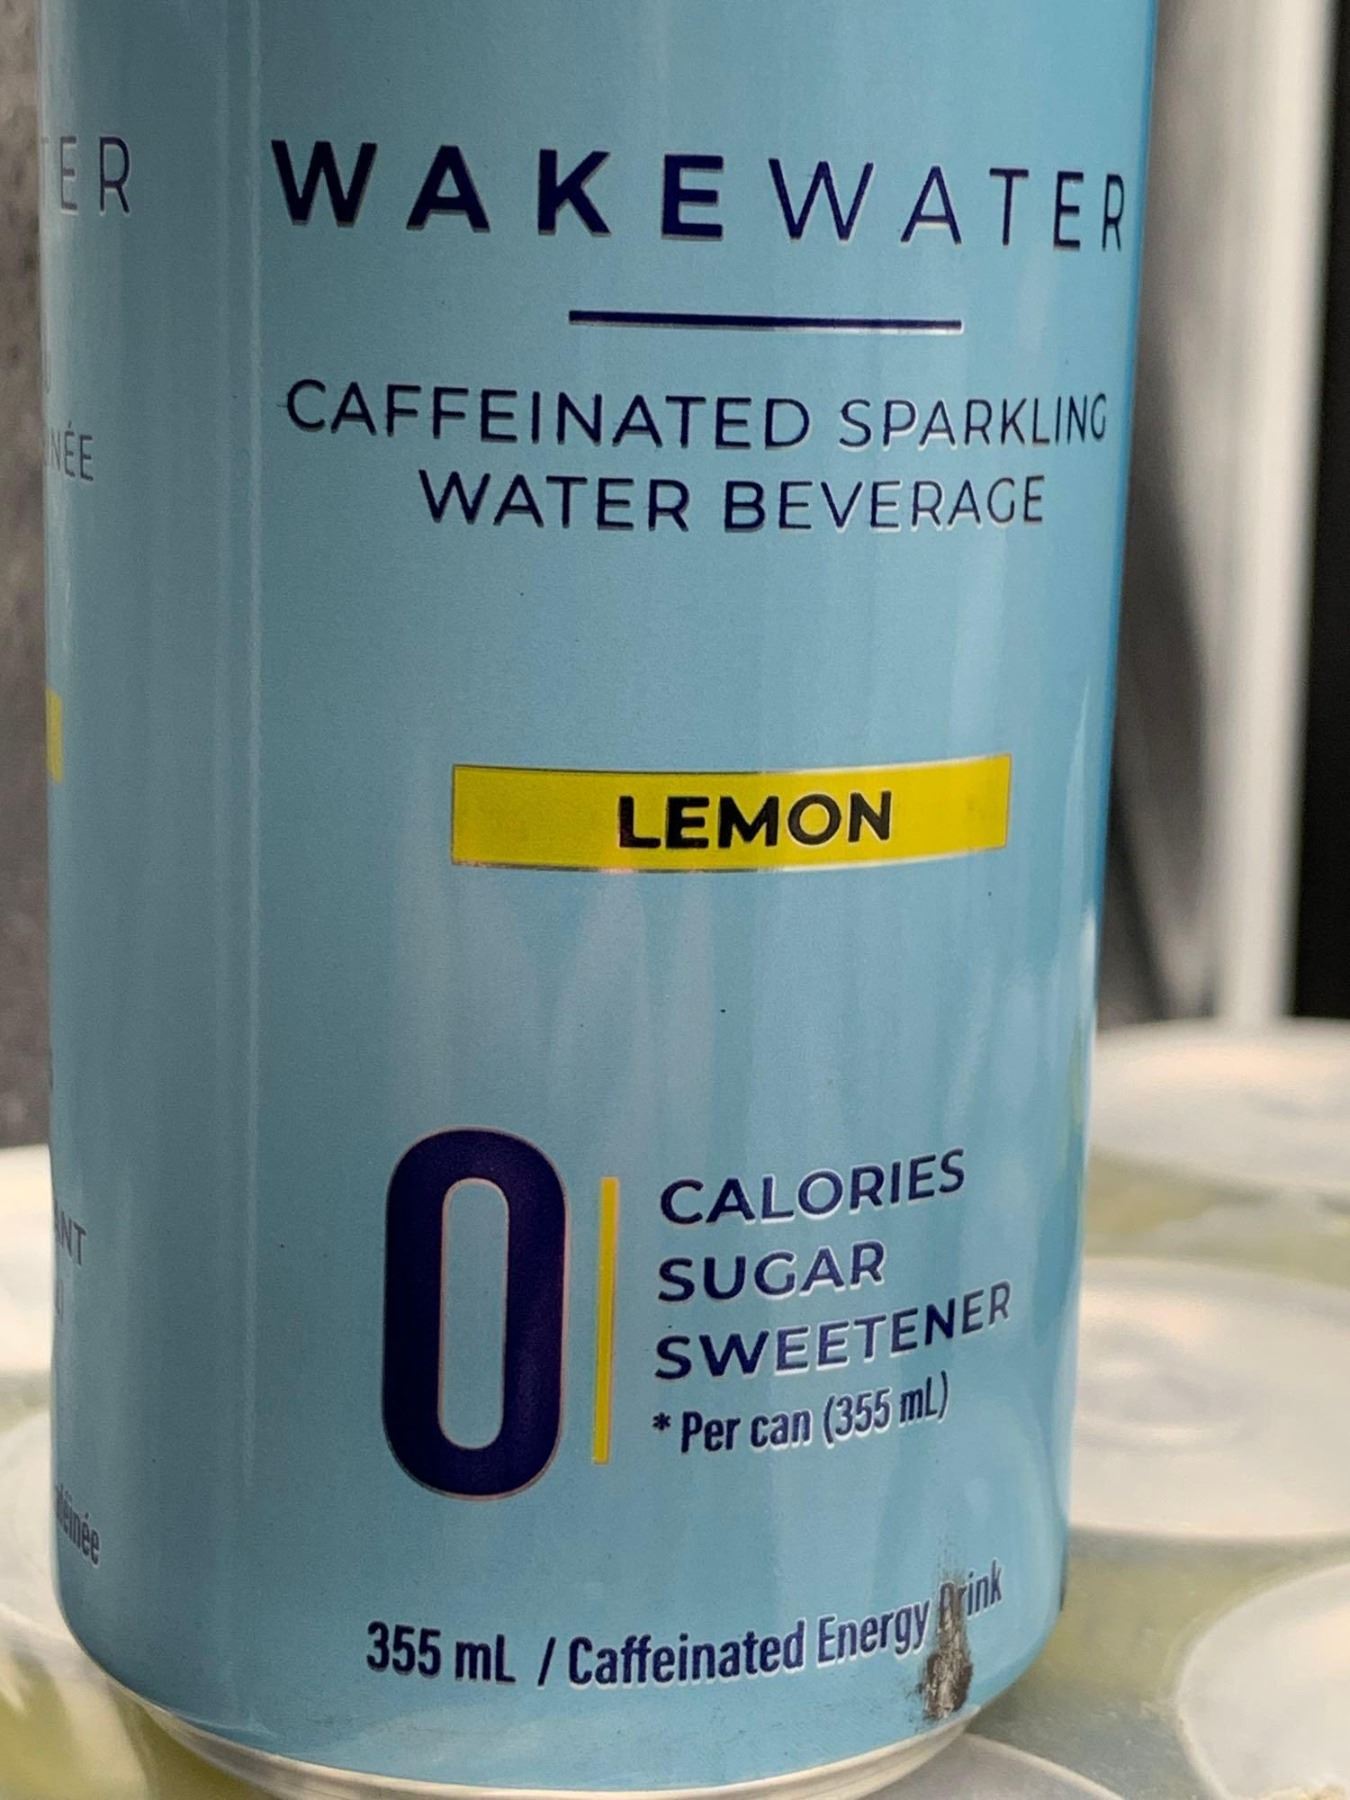 WAKEWATER
CAFFEINATED SPARKLING
WATER BEVERAGE
LEMON
0
CALORIES
SUGAR
SWEETENER
* Per can (355 mL)
355 mL / Caffeinated Energy Drink